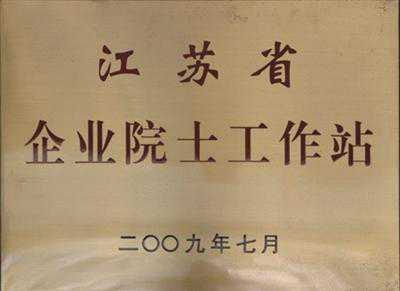 江苏省
企业院士工作站
二〇〇九年七月